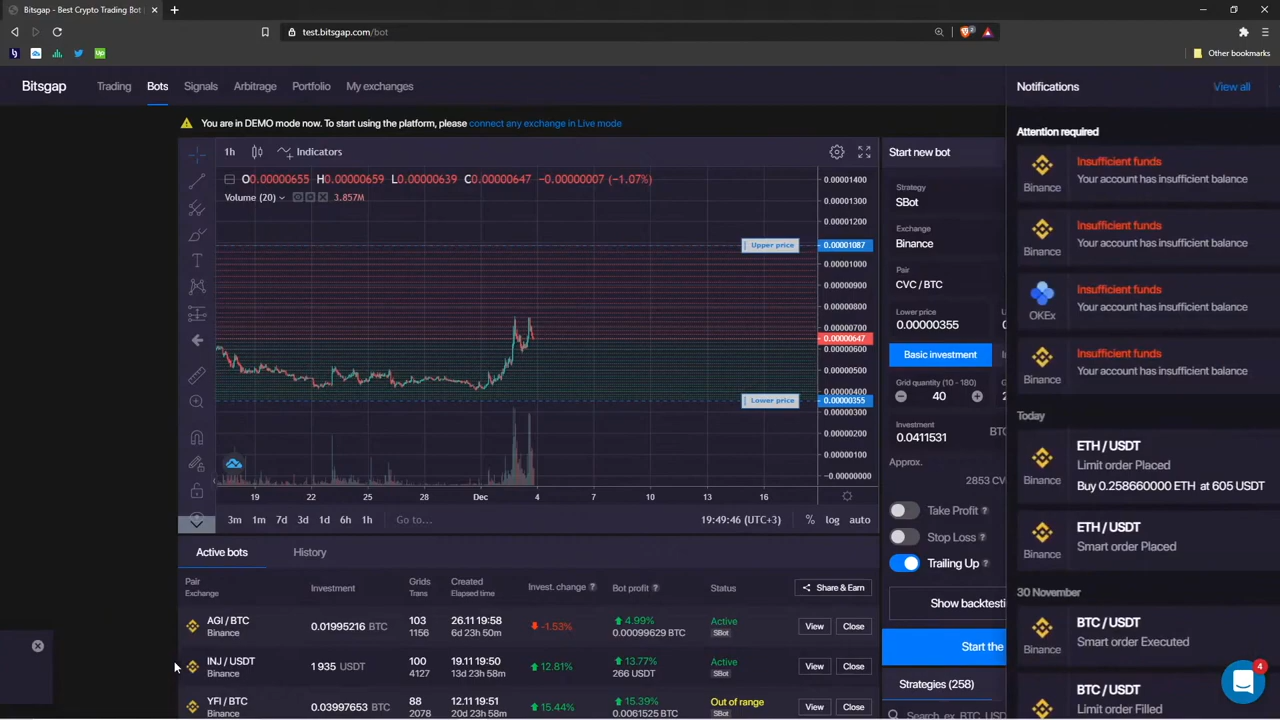 Bitsgap - Best Crypto Trading Bot
test.bitsgap.com/bot
Other bookmarks
Bitsgap
Trading
Bots
Signals
Arbitrage
Portfolio
My exchanges
Notifications
View all
You are in DEMO mode now. To start using the platform, please connect any exchange in Live mode
1h
Indicators
O0.00000655 H0.00000659 L0.00000639 C0.00000647 -0.00000007 (-1.07%)
Volume (20) 3.857M
0.00001400
0.00001300
0.00001200
Upper price
0.00001087
0.00001000
0.00000900
0.00000800
0.00000700
0.00000647
0.00000600
0.00000500
0.00000400
Lower price
0.00000355
0.00000300
0.00000200
0.00000100
-0.00000000
19
22
25
28
Dec
4
7
10
13
16
3m
1m
7d
3d
1d
6h
1h
Go to...
19:49:46 (UTC+3)
%
log
auto
Start new bot
Strategy
SBot
Exchange
Binance
Pair
CVC / BTC
Lower price
0.00000355
Basic investment
Grid quantity (10 - 180)
40
Investment
0.0411531
Approx.
2853 CV
Take Profit
Stop Loss
Trailing Up
Show backtesti
Start the
Strategies (258)
Search, ex. BTC, USD
Attention required
Insufficient funds
Binance
Your account has insufficient balance
Insufficient funds
Binance
Your account has insufficient balance
Insufficient funds
OKEx
Your account has insufficient balance
Insufficient funds
Binance
Your account has insufficient balance
Today
ETH / USDT
Limit order Placed
Binance
Buy 0.258660000 ETH at 605 USDT
ETH / USDT
Smart order Placed
Binance
30 November
BTC / USDT
Smart order Executed
Binance
BTC / USDT
Limit order Filled
4
Active bots
History
Pair
Exchange
Investment
Grids
Trans
Created
Elapsed time
Invest. change
Bot profit
Status
Share & Earn
AGI / BTC
Binance
0.01995216 BTC
103
1156
26.11 19:58
6d 23h 50m
-1.53%
4.99%
0.00099629 BTC
Active
SBot
View
Close
INJ / USDT
Binance
1 935 USDT
100
4127
19.11 19:50
13d 23h 58m
12.81%
13.77%
266 USDT
Active
SBot
View
Close
YFI / BTC
Binance
0.03997653 BTC
88
2078
12.11 19:51
20d 23h 58m
15.44%
15.39%
0.0061525 BTC
Out of range
SBot
View
Close